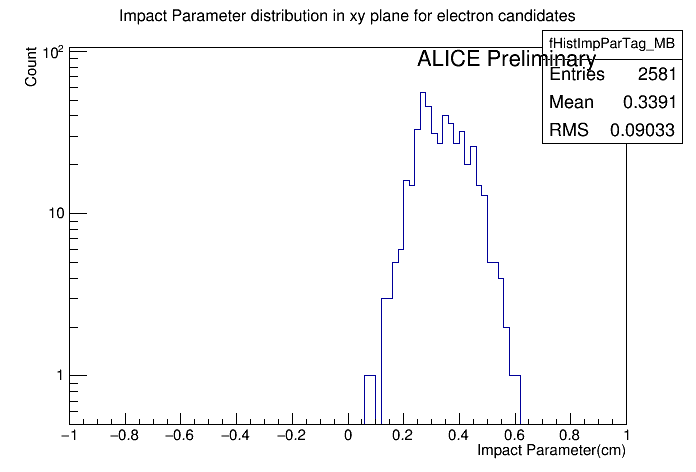 Impact Parameter distribution in xy plane for electron candidates
ALICE Preliminary
fHistImpParTag_MB
Entries 2581
Mean 0.3391
RMS 0.09033
Count
10²
10
1
−1 −0.8 −0.6 −0.4 −0.2 0 0.2 0.4 0.6 0.8 1
Impact Parameter(cm)